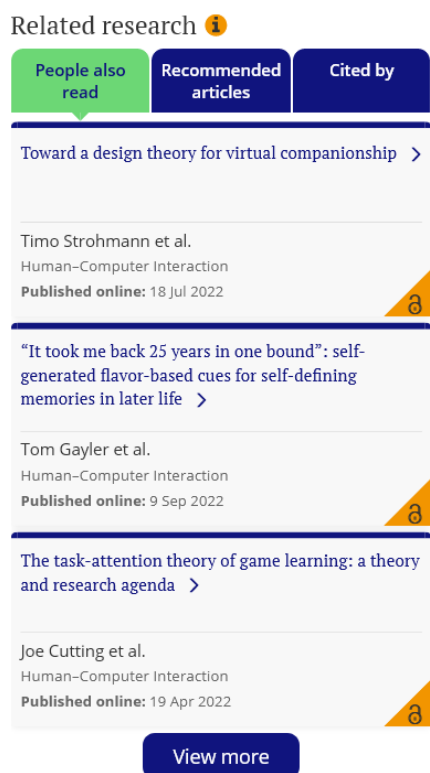 Related research
People also
read
Recommended
articles
Cited by
Toward a design theory for virtual companionship
Timo Strohmann et al.
Human–Computer Interaction
Published online: 18 Jul 2022
“It took me back 25 years in one bound”: self-
generated flavor-based cues for self-defining
memories in later life
Tom Gayler et al.
Human–Computer Interaction
Published online: 9 Sep 2022
The task-attention theory of game learning: a theory
and research agenda
Joe Cutting et al.
Human–Computer Interaction
Published online: 19 Apr 2022
View more